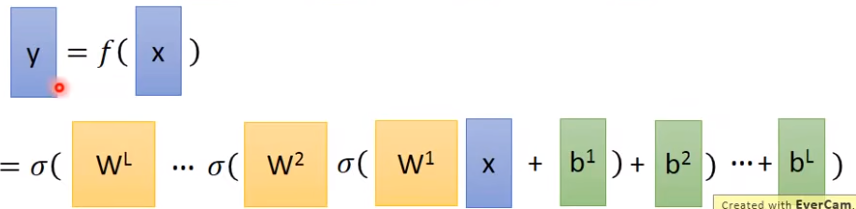 y = f( x )
= σ( W^L ⋯ σ( W^2 σ( W^1 x + b^1 ) + b^2 ) ⋯ + b^L )
Created with EverCam.